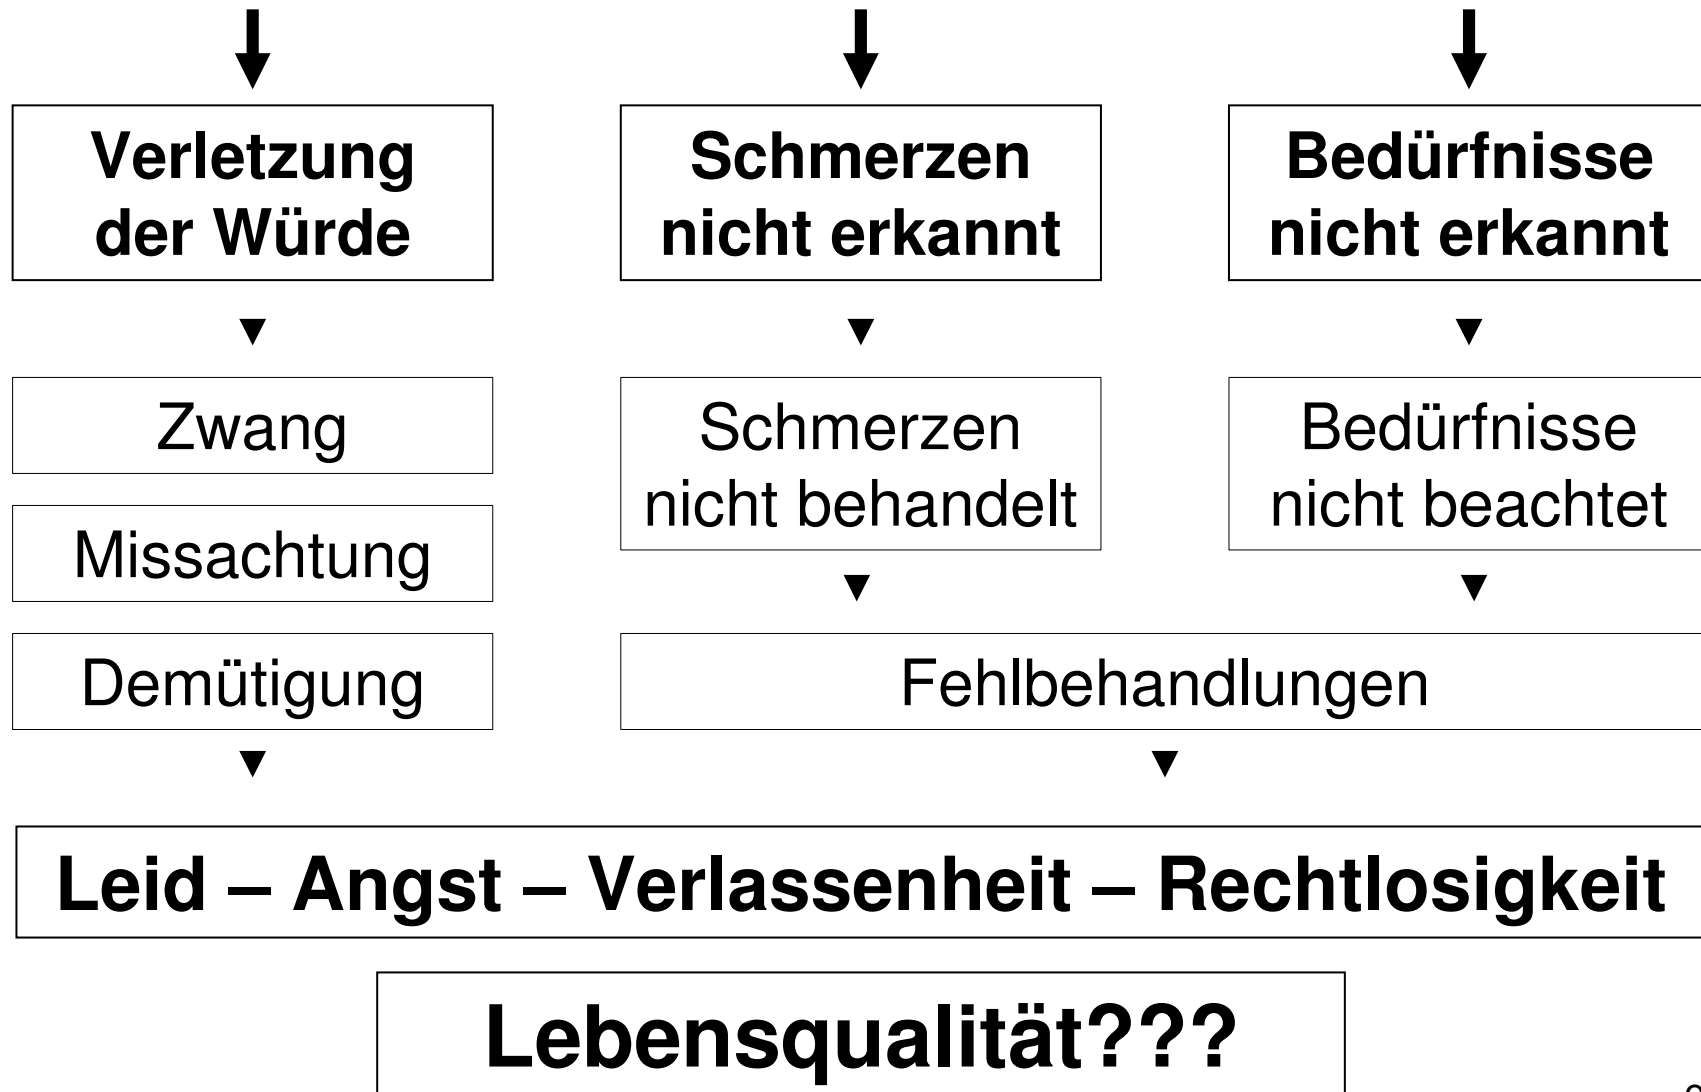 Verletzung
der Würde
Schmerzen
nicht erkannt
Bedürfnisse
nicht erkannt
Zwang
Missachtung
Demütigung
Schmerzen
nicht behandelt
Bedürfnisse
nicht beachtet
Fehlbehandlungen
Leid – Angst – Verlassenheit – Rechtlosigkeit
Lebensqualität???